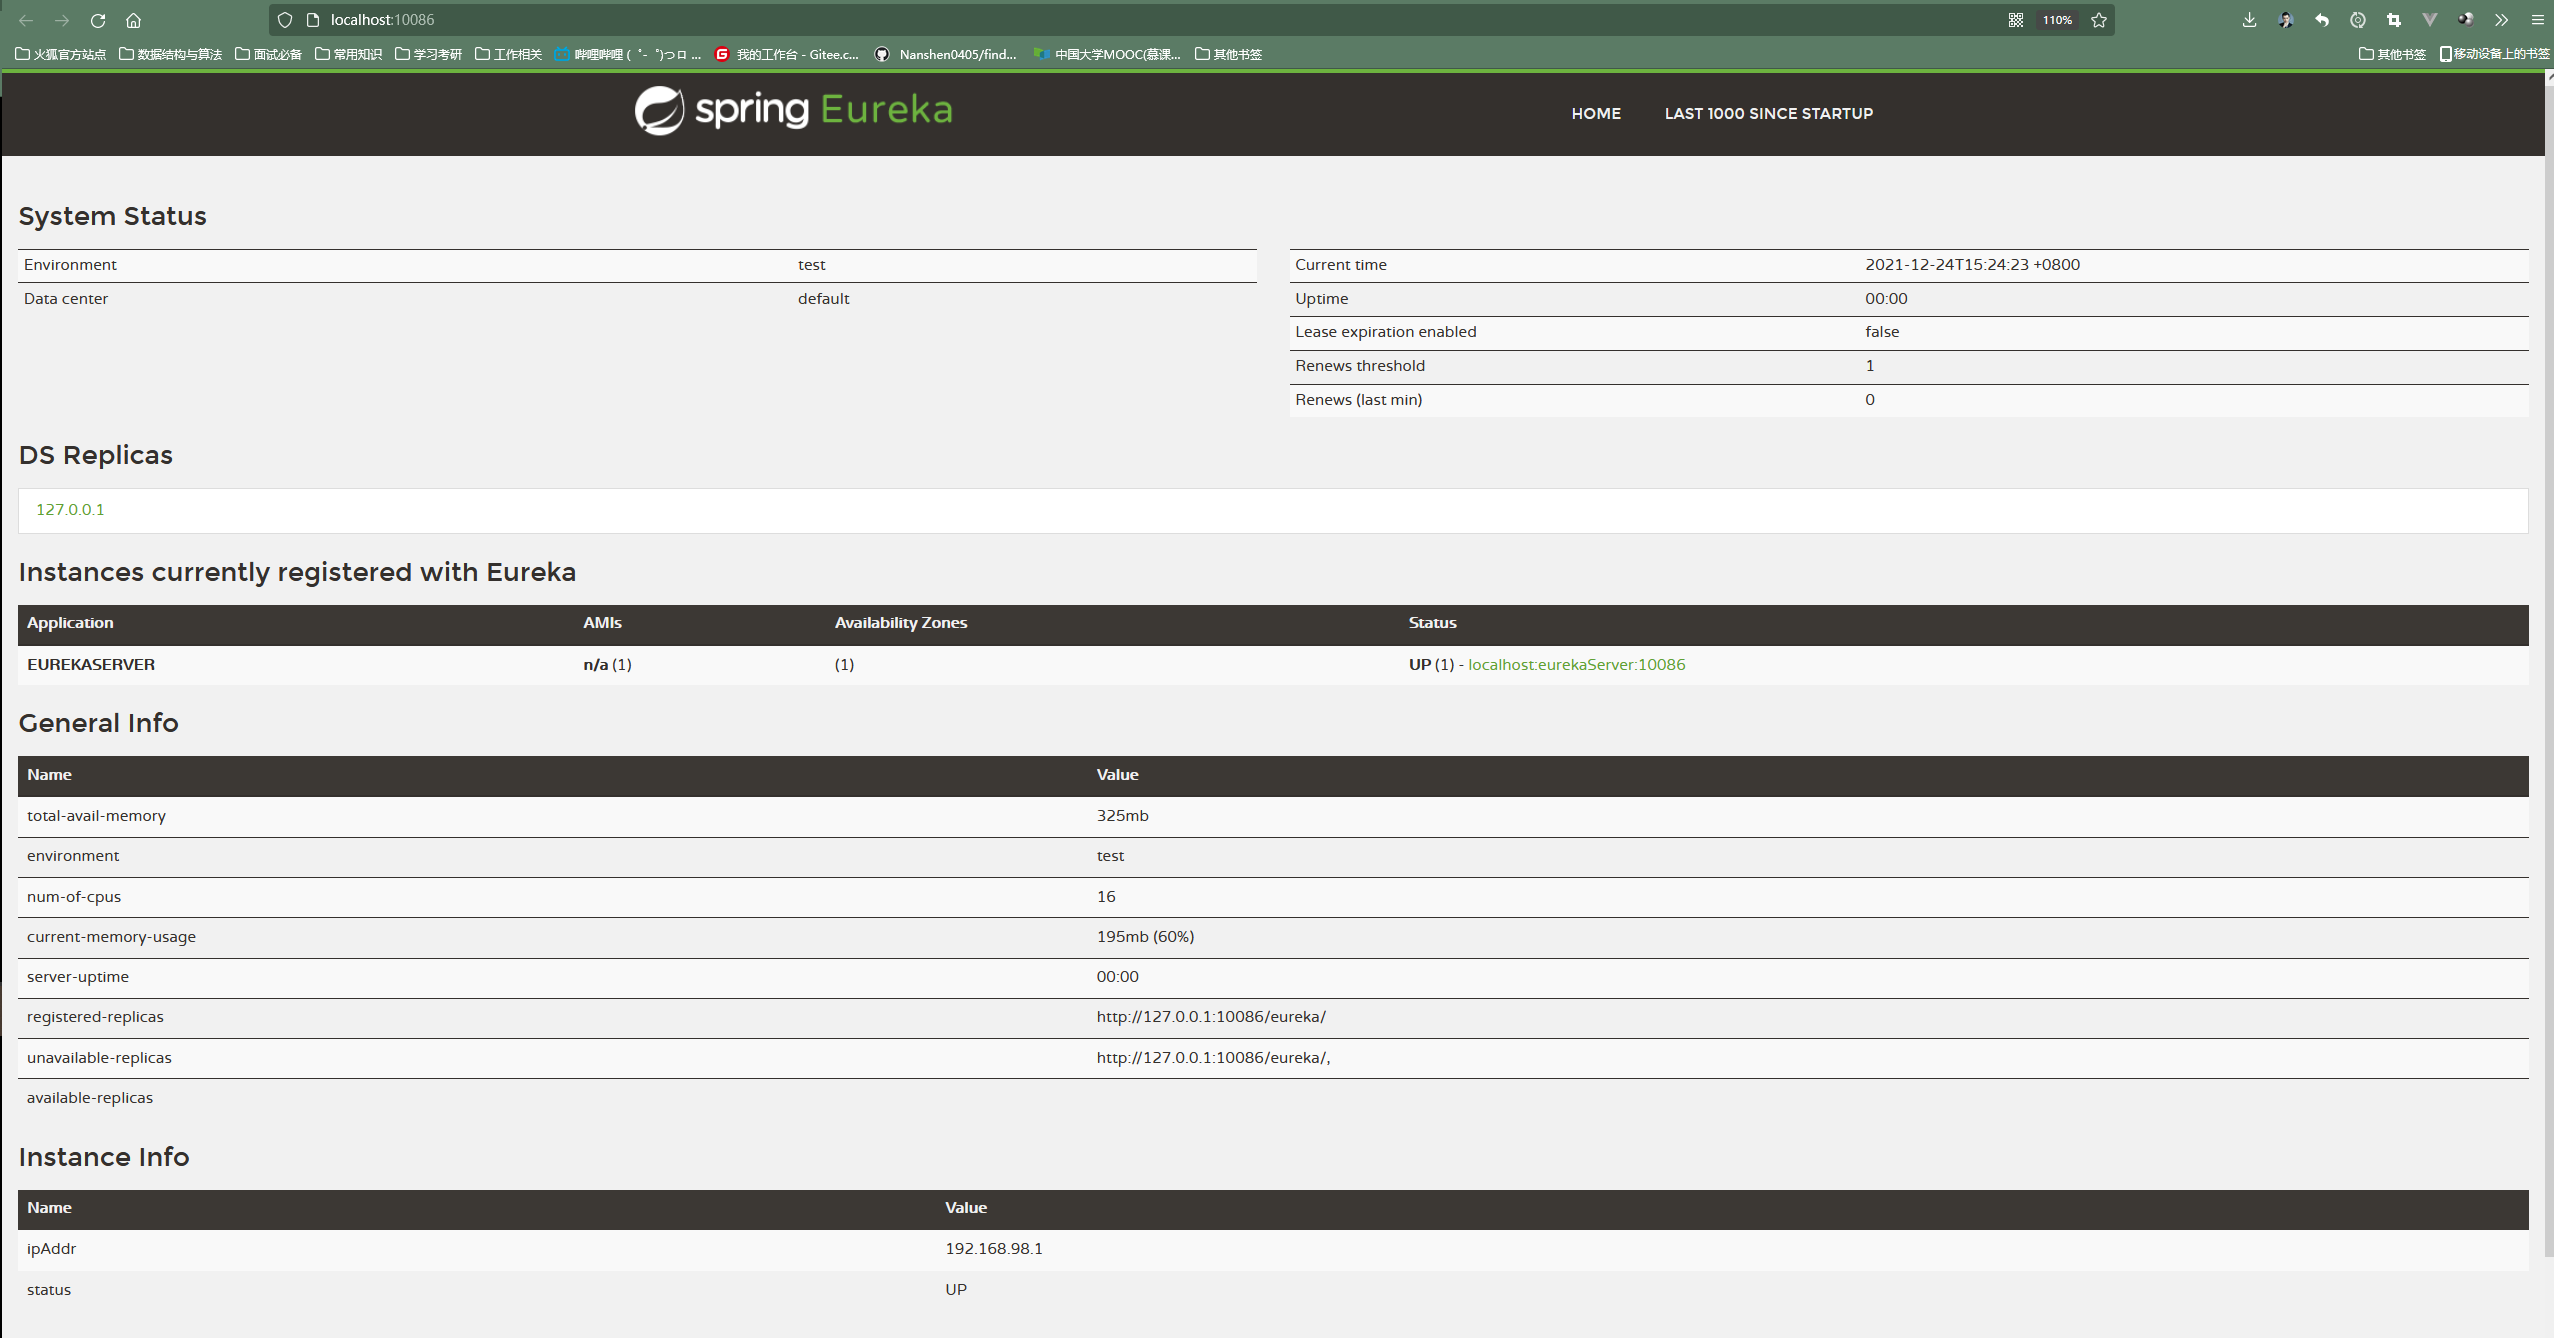 localhost:10086
110%
火狐官方站点 数据结构与算法 面试必备 常用知识 学习考研 工作相关 哔哩哔哩 ( ゜- ゜)つロ ... 我的工作台 - Gitee.c... Nanshen0405/find... 中国大学MOOC(慕课... 其他书签 其他书签 移动设备上的书签
spring Eureka
HOME LAST 1000 SINCE STARTUP
System Status
Environment test
Data center default
Current time 2021-12-24T15:24:23 +0800
Uptime 00:00
Lease expiration enabled false
Renews threshold 1
Renews (last min) 0
DS Replicas
127.0.0.1
Instances currently registered with Eureka
Application AMIs Availability Zones Status
EUREKASERVER n/a (1) (1) UP (1) - localhost:eurekaServer:10086
General Info
Name Value
total-avail-memory 325mb
environment test
num-of-cpus 16
current-memory-usage 195mb (60%)
server-uptime 00:00
registered-replicas http://127.0.0.1:10086/eureka/
unavailable-replicas http://127.0.0.1:10086/eureka/,
available-replicas
Instance Info
Name Value
ipAddr 192.168.98.1
status UP